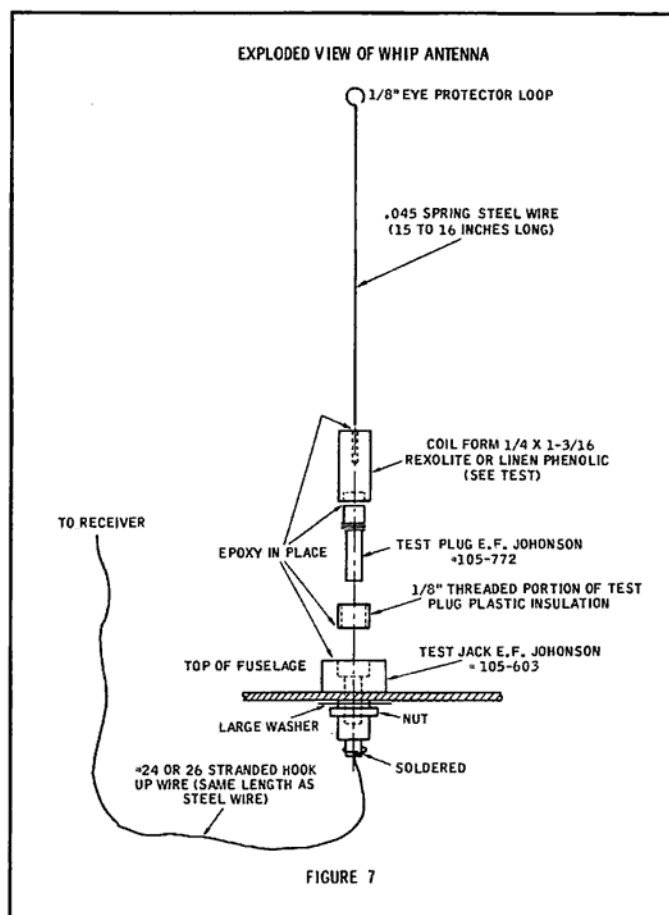 EXPLODED VIEW OF WHIP ANTENNA
1/8" EYE PROTECTOR LOOP
.045 SPRING STEEL WIRE
(15 TO 16 INCHES LONG)
COIL FORM 1/4 X 1-3/16
REXOLITE OR LINEN PHENOLIC
(SEE TEST)
TO RECEIVER
EPOXY IN PLACE
TEST PLUG E.F. JOHONSON
#105-772
1/8" THREADED PORTION OF TEST
PLUG PLASTIC INSULATION
TOP OF FUSELAGE
TEST JACK E.F. JOHONSON
#105-603
LARGE WASHER
NUT
SOLDERED
#24 OR 26 STRANDED HOOK
UP WIRE (SAME LENGTH AS
STEEL WIRE)
FIGURE 7